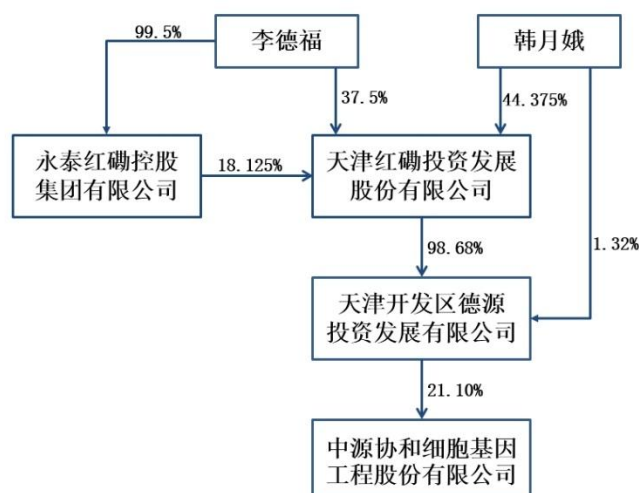 李德福
韩月娥
99.5%
37.5%
44.375%
永泰红磡控股
集团有限公司
18.125%
天津红磡投资发展
股份有限公司
98.68%
1.32%
天津开发区德源
投资发展有限公司
21.10%
中源协和细胞基因
工程股份有限公司